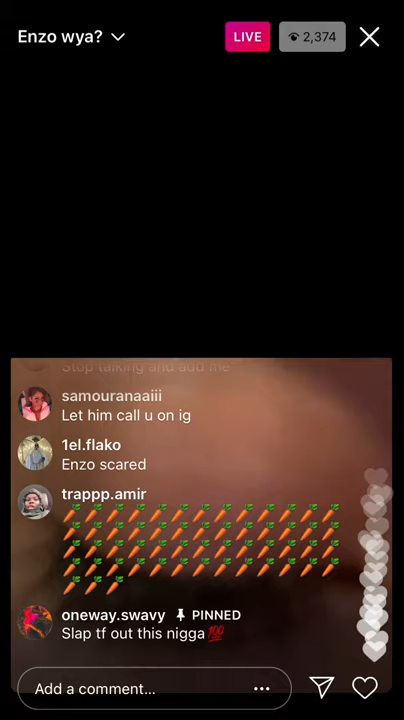 Enzo wya?
LIVE
2,374
Stop talking and add me
samouranaaiii
Let him call u on ig
1el.flako
Enzo scared
trappp.amir
🥕🥕🥕🥕🥕🥕🥕🥕🥕🥕🥕🥕🥕
🥕🥕🥕🥕🥕🥕🥕🥕🥕🥕🥕🥕🥕
🥕🥕🥕🥕🥕🥕🥕🥕🥕🥕🥕🥕🥕
🥕🥕🥕🥕🥕🥕🥕🥕🥕🥕🥕🥕🥕
🥕🥕🥕
oneway.swavy PINNED
Slap tf out this nigga💯
Add a comment...